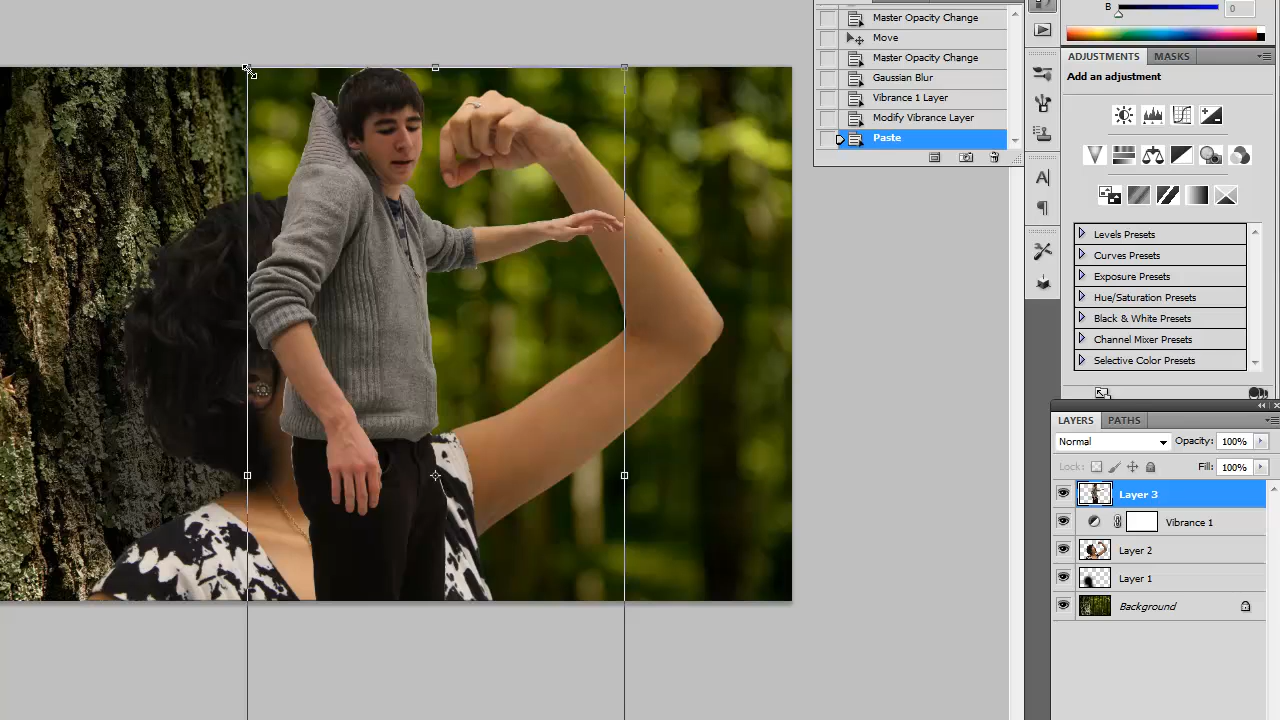 Master Opacity Change
Move
Master Opacity Change
Gaussian Blur
Vibrance 1 Layer
Modify Vibrance Layer
Paste
B
0
ADJUSTMENTS
MASKS
Add an adjustment
Levels Presets
Curves Presets
Exposure Presets
Hue/Saturation Presets
Black & White Presets
Channel Mixer Presets
Selective Color Presets
LAYERS
PATHS
Normal
Opacity: 100%
Lock:
Fill: 100%
Layer 3
Vibrance 1
Layer 2
Layer 1
Background